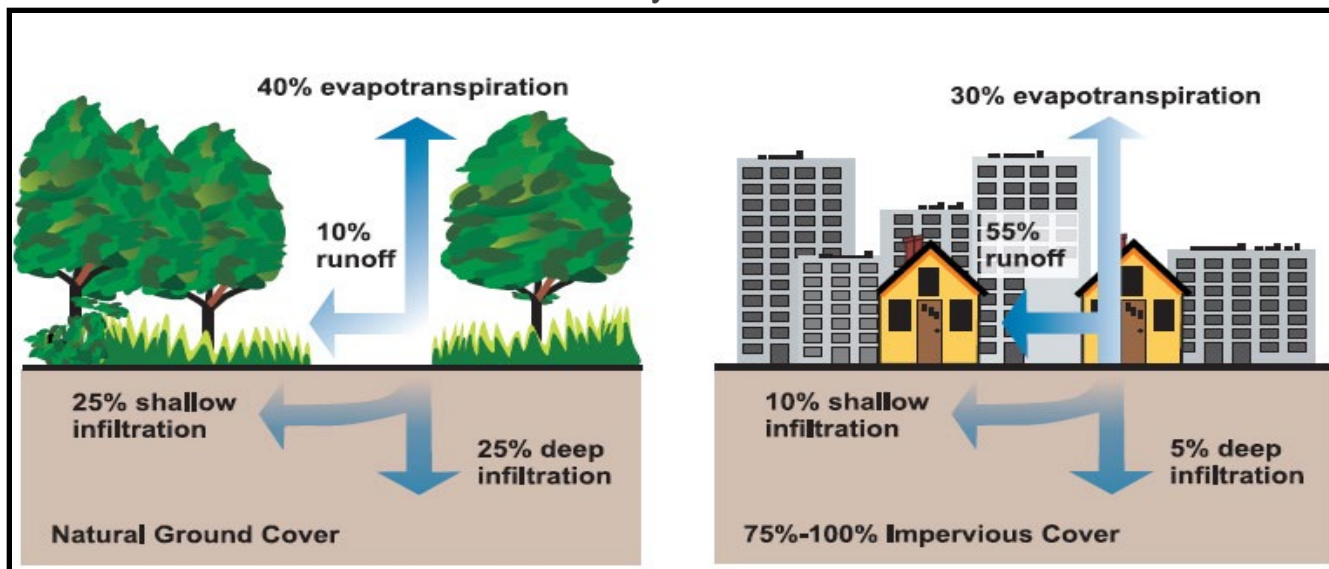 40% evapotranspiration
10%
runoff
25% shallow
infiltration
25% deep
infiltration
Natural Ground Cover
30% evapotranspiration
55%
runoff
10% shallow
infiltration
5% deep
infiltration
75%-100% Impervious Cover